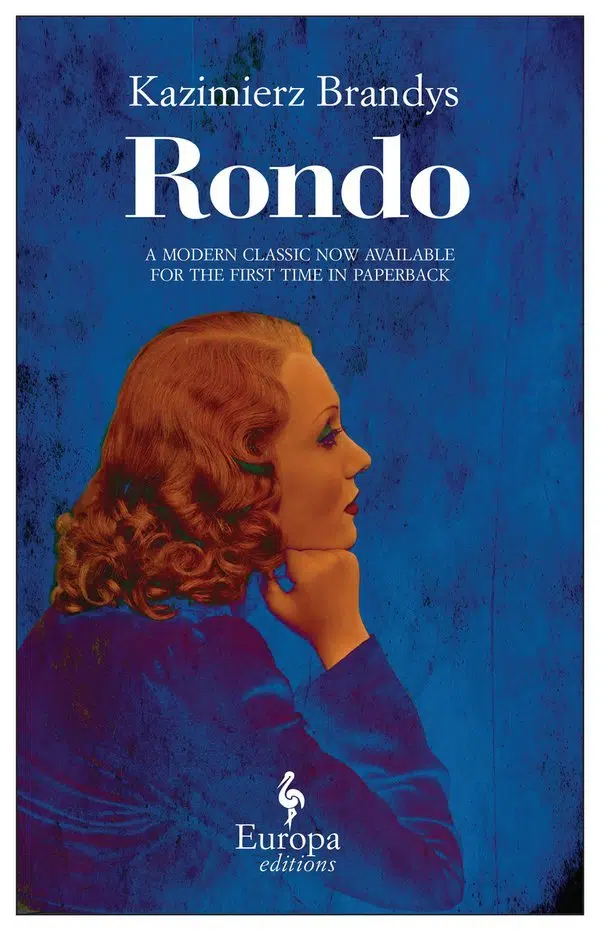 Kazimierz Brandys
Rondo
A MODERN CLASSIC NOW AVAILABLE
FOR THE FIRST TIME IN PAPERBACK
Europa
editions